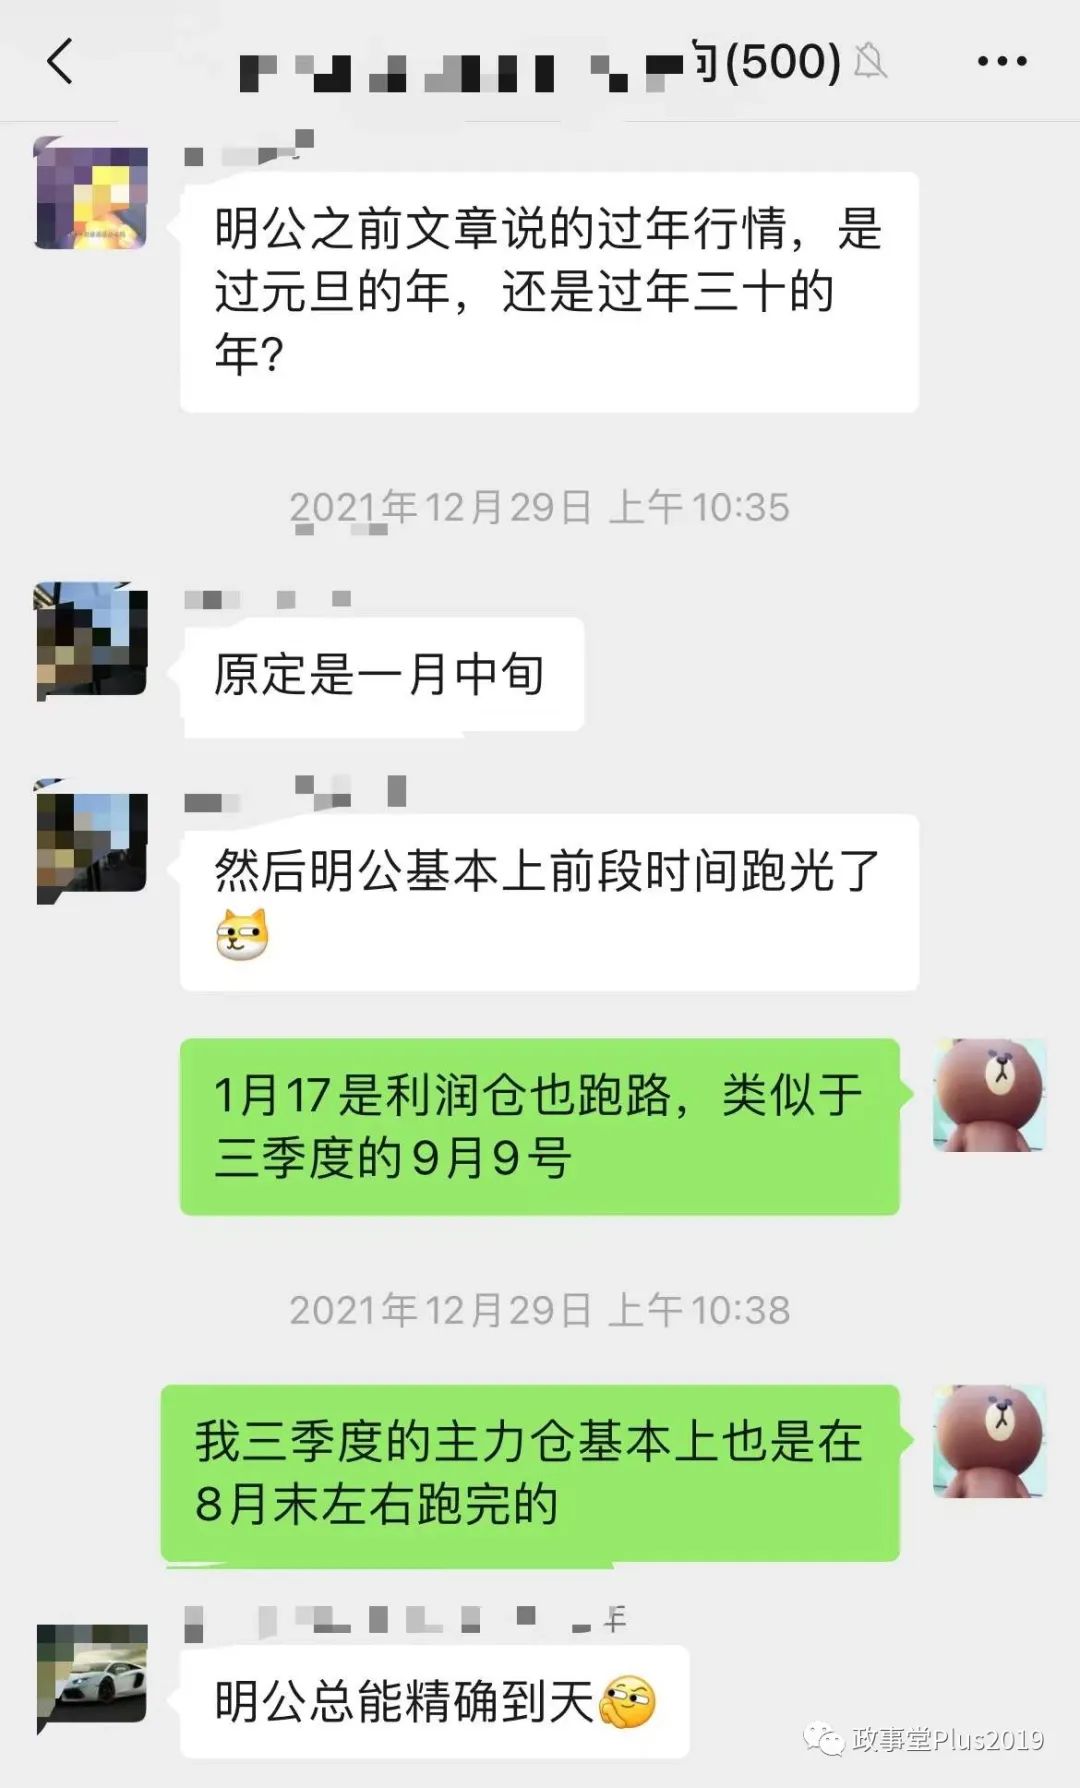 (500)
明公之前文章说的过年行情，是
过元旦的年，还是过年三十的
年？
2021年12月29日 上午10:35
原定是一月中旬
然后明公基本上前段时间跑光了
1月17是利润仓也跑路，类似于
三季度的9月9号
2021年12月29日 上午10:38
我三季度的主力仓基本上也是在
8月末左右跑完的
明公总能精确到天
政事堂Plus2019